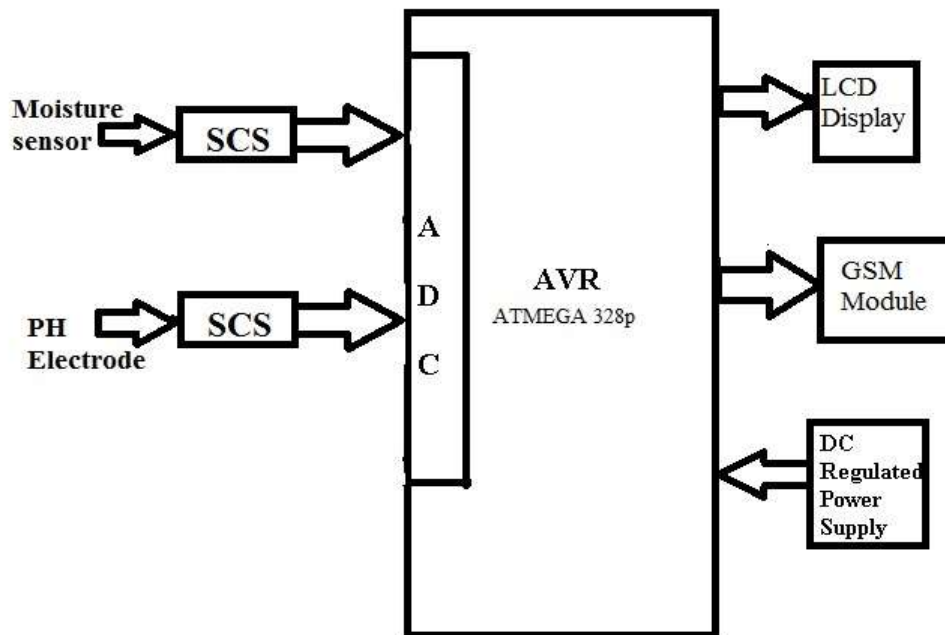 Moisture
sensor
SCS
PH
Electrode
SCS
A
D
C
AVR
ATMEGA 328p
LCD
Display
GSM
Module
DC
Regulated
Power
Supply